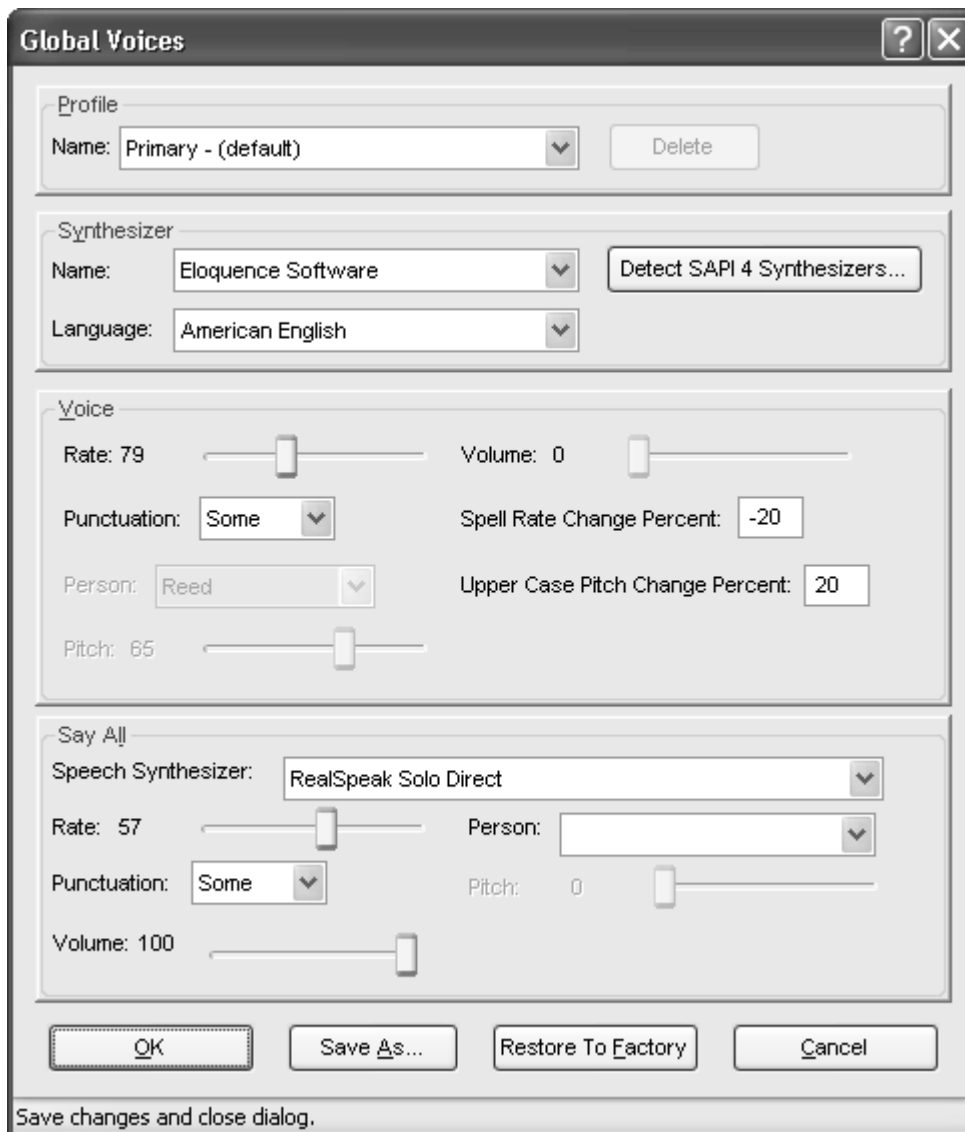 Global Voices
Profile
Name: Primary - (default) Delete
Synthesizer
Name: Eloquence Software Detect SAPI 4 Synthesizers...
Language: American English
Voice
Rate: 79 Volume: 0
Punctuation: Some Spell Rate Change Percent: -20
Person: Reed Upper Case Pitch Change Percent: 20
Pitch: 65
Say All
Speech Synthesizer: RealSpeak Solo Direct
Rate: 57 Person:
Punctuation: Some Pitch: 0
Volume: 100
OK Save As... Restore To Factory Cancel
Save changes and close dialog.